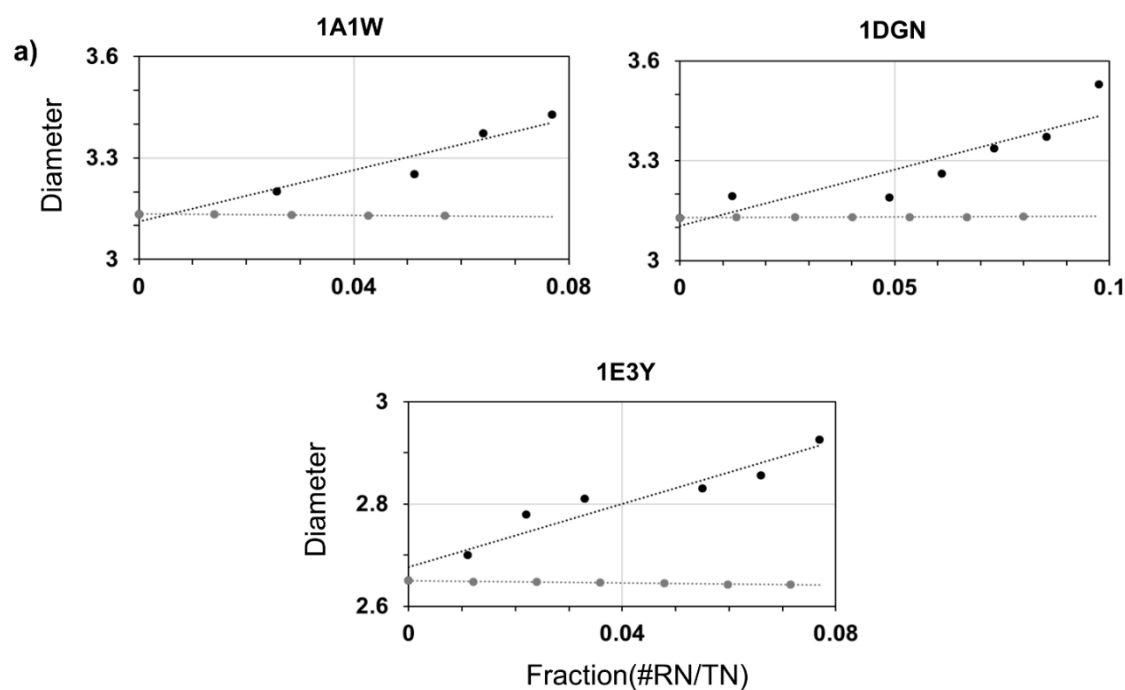 a)
1A1W
Diameter
3.6
3.3
3
0
0.04
0.08
1DGN
3.6
3.3
3
0
0.05
0.1
1E3Y
Diameter
3
2.8
2.6
0
0.04
0.08
Fraction(#RN/TN)